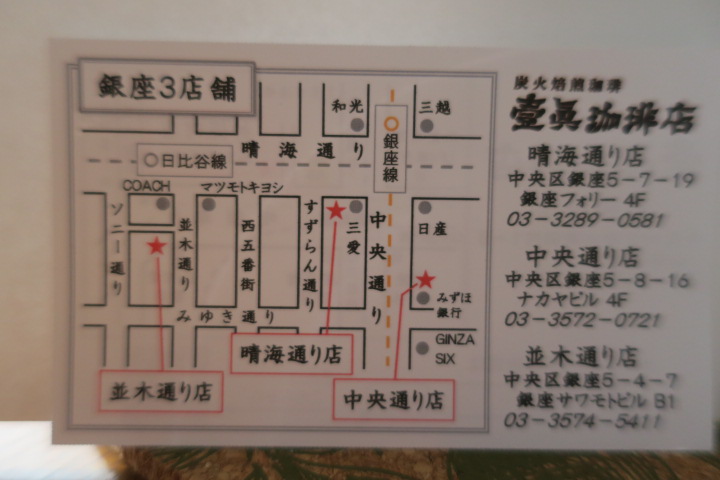 銀座3店舗
和光
三越
晴海通り
銀座線
日比谷線
COACH
マツモトキヨシ
ソニー通り
並木通り
西五番街
すずらん通り
三愛
中央通り
日産
みずほ
銀行
みゆき通り
GINZA
SIX
晴海通り店
並木通り店
中央通り店
炭火焙煎珈琲
壹眞珈琲店
晴海通り店
中央区銀座5-7-19
銀座フォリー 4F
03-3289-0581
中央通り店
中央区銀座5-8-16
ナカヤビル 4F
03-3572-0721
並木通り店
中央区銀座5-4-7
銀座サワモトビル B1
03-3574-5411